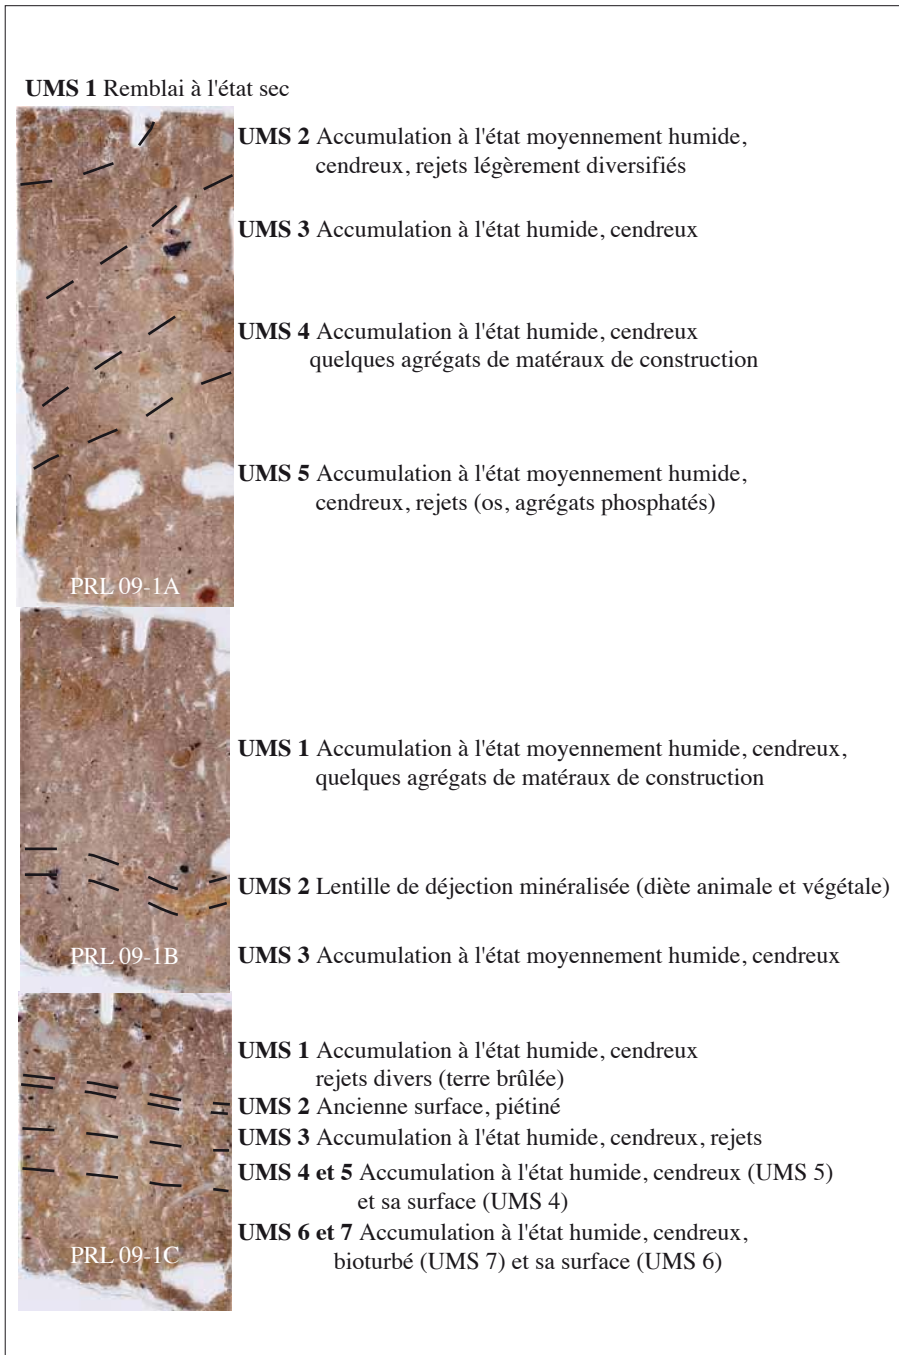 UMS 1 Remblai à l'état sec
UMS 2 Accumulation à l'état moyennement humide,
cendreux, rejets légèrement diversifiés
UMS 3 Accumulation à l'état humide, cendreux
UMS 4 Accumulation à l'état humide, cendreux
quelques agrégats de matéraux de construction
UMS 5 Accumulation à l'état moyennement humide,
cendreux, rejets (os, agrégats phosphatés)
PRL 09-1A
UMS 1 Accumulation à l'état moyennement humide, cendreux,
quelques agrégats de matéraux de construction
UMS 2 Lentille de déjection minéralisée (diète animale et végétale)
PRL 09-1B
UMS 3 Accumulation à l'état moyennement humide, cendreux
UMS 1 Accumulation à l'état humide, cendreux
rejets divers (terre brûlée)
UMS 2 Ancienne surface, piétiné
UMS 3 Accumulation à l'état humide, cendreux, rejets
UMS 4 et 5 Accumulation à l'état humide, cendreux (UMS 5)
et sa surface (UMS 4)
UMS 6 et 7 Accumulation à l'état humide, cendreux,
bioturbé (UMS 7) et sa surface (UMS 6)
PRL 09-1C